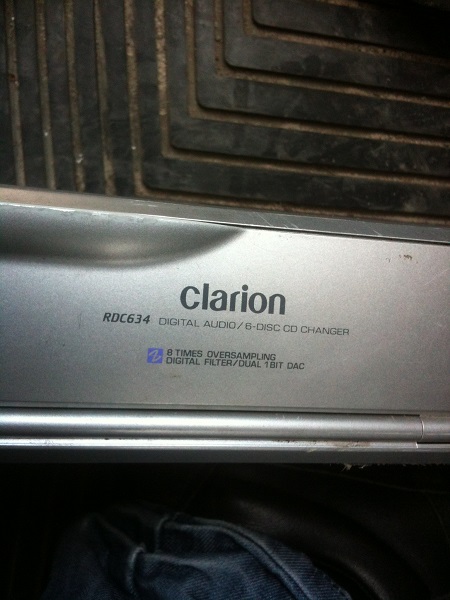 Clarion
RDC634 DIGITAL AUDIO/6-DISC CD CHANGER
8 TIMES OVERSAMPLING
DIGITAL FILTER/DUAL 1BIT DAC